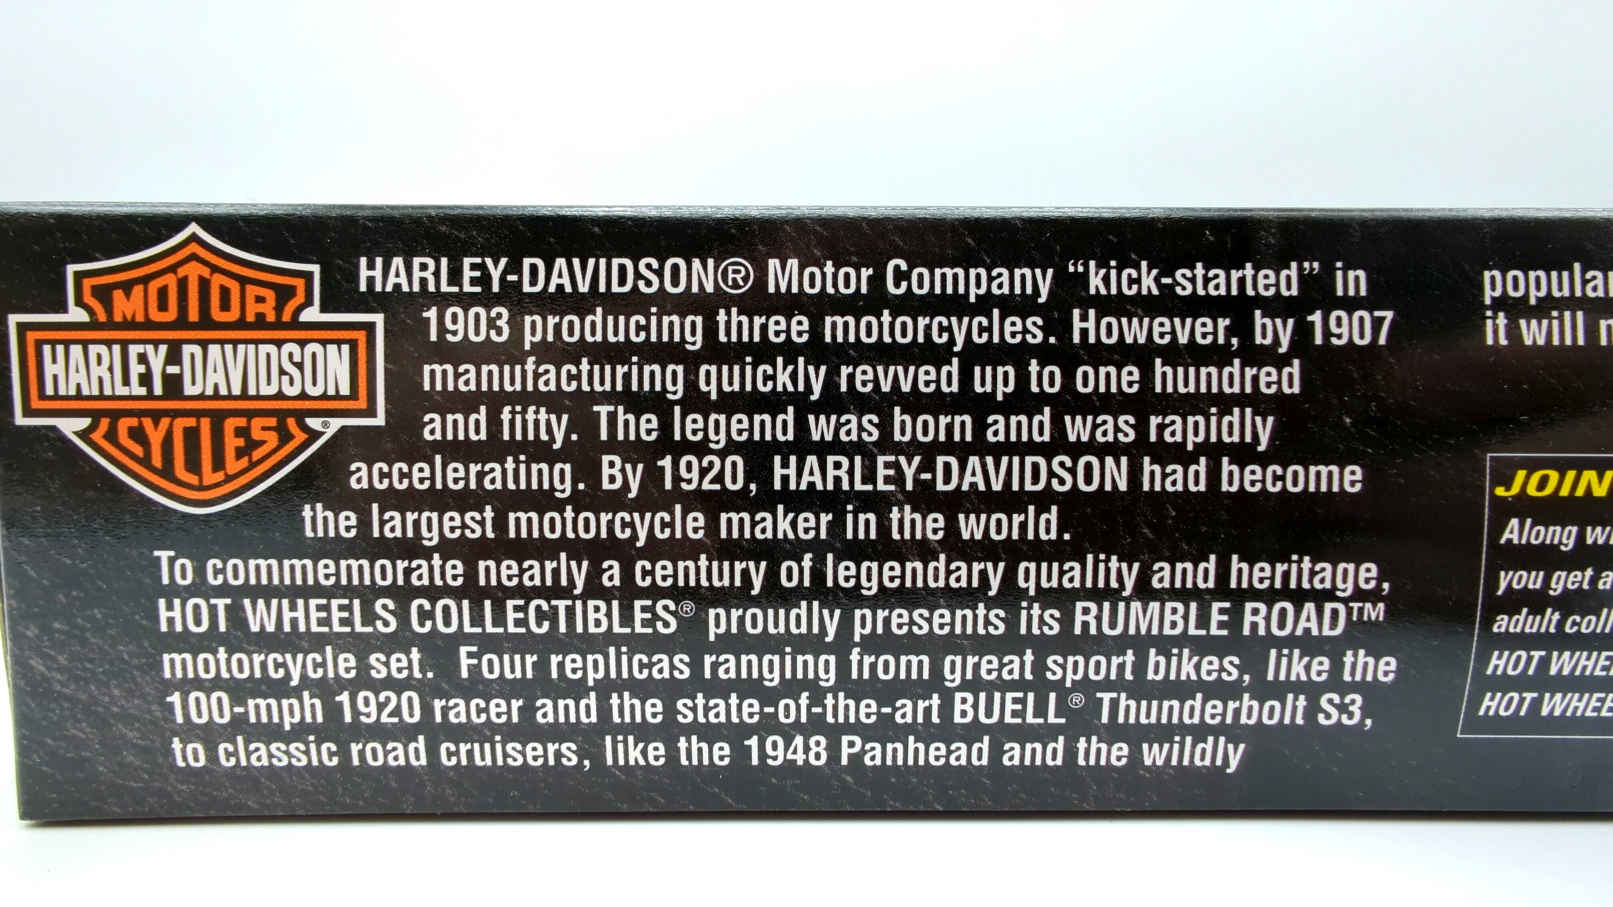 MOTOR
HARLEY-DAVIDSON
CYCLES ®
HARLEY-DAVIDSON® Motor Company “kick-started” in
1903 producing three motorcycles. However, by 1907
manufacturing quickly revved up to one hundred
and fifty. The legend was born and was rapidly
accelerating. By 1920, HARLEY-DAVIDSON had become
the largest motorcycle maker in the world.
To commemorate nearly a century of legendary quality and heritage,
HOT WHEELS COLLECTIBLES® proudly presents its RUMBLE ROAD™
motorcycle set. Four replicas ranging from great sport bikes, like the
100-mph 1920 racer and the state-of-the-art BUELL® Thunderbolt S3,
to classic road cruisers, like the 1948 Panhead and the wildly
it will
JOIN
Along
you get
adult
HOT
HOT